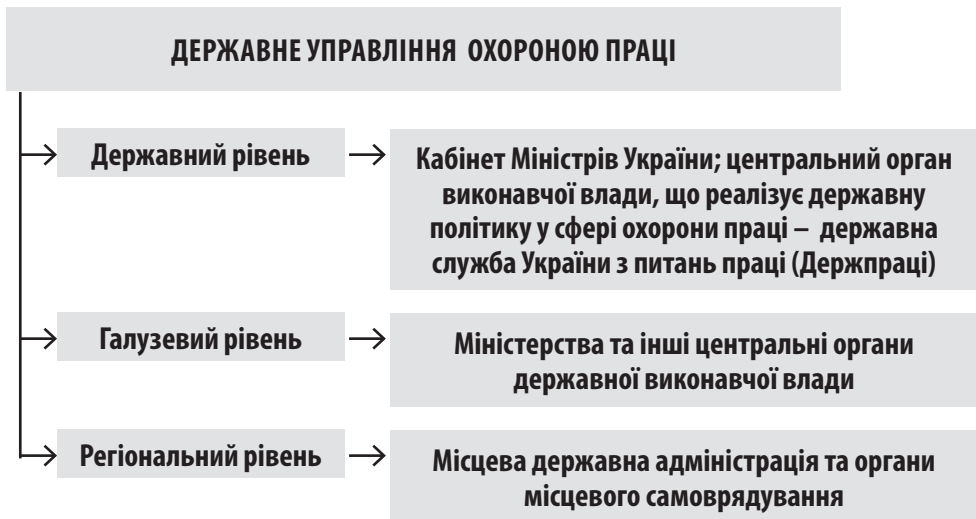 ДЕРЖАВНЕ УПРАВЛІННЯ ОХОРОНОЮ ПРАЦІ
Державний рівень
Кабінет Міністрів України; центральний орган
виконавчої влади, що реалізує державну
політику у сфері охорони праці – державна
служба України з питань праці (Держпраці)
Галузевий рівень
Міністерства та інші центральні органи
державної виконавчої влади
Регіональний рівень
Місцева державна адміністрація та органи
місцевого самоврядування